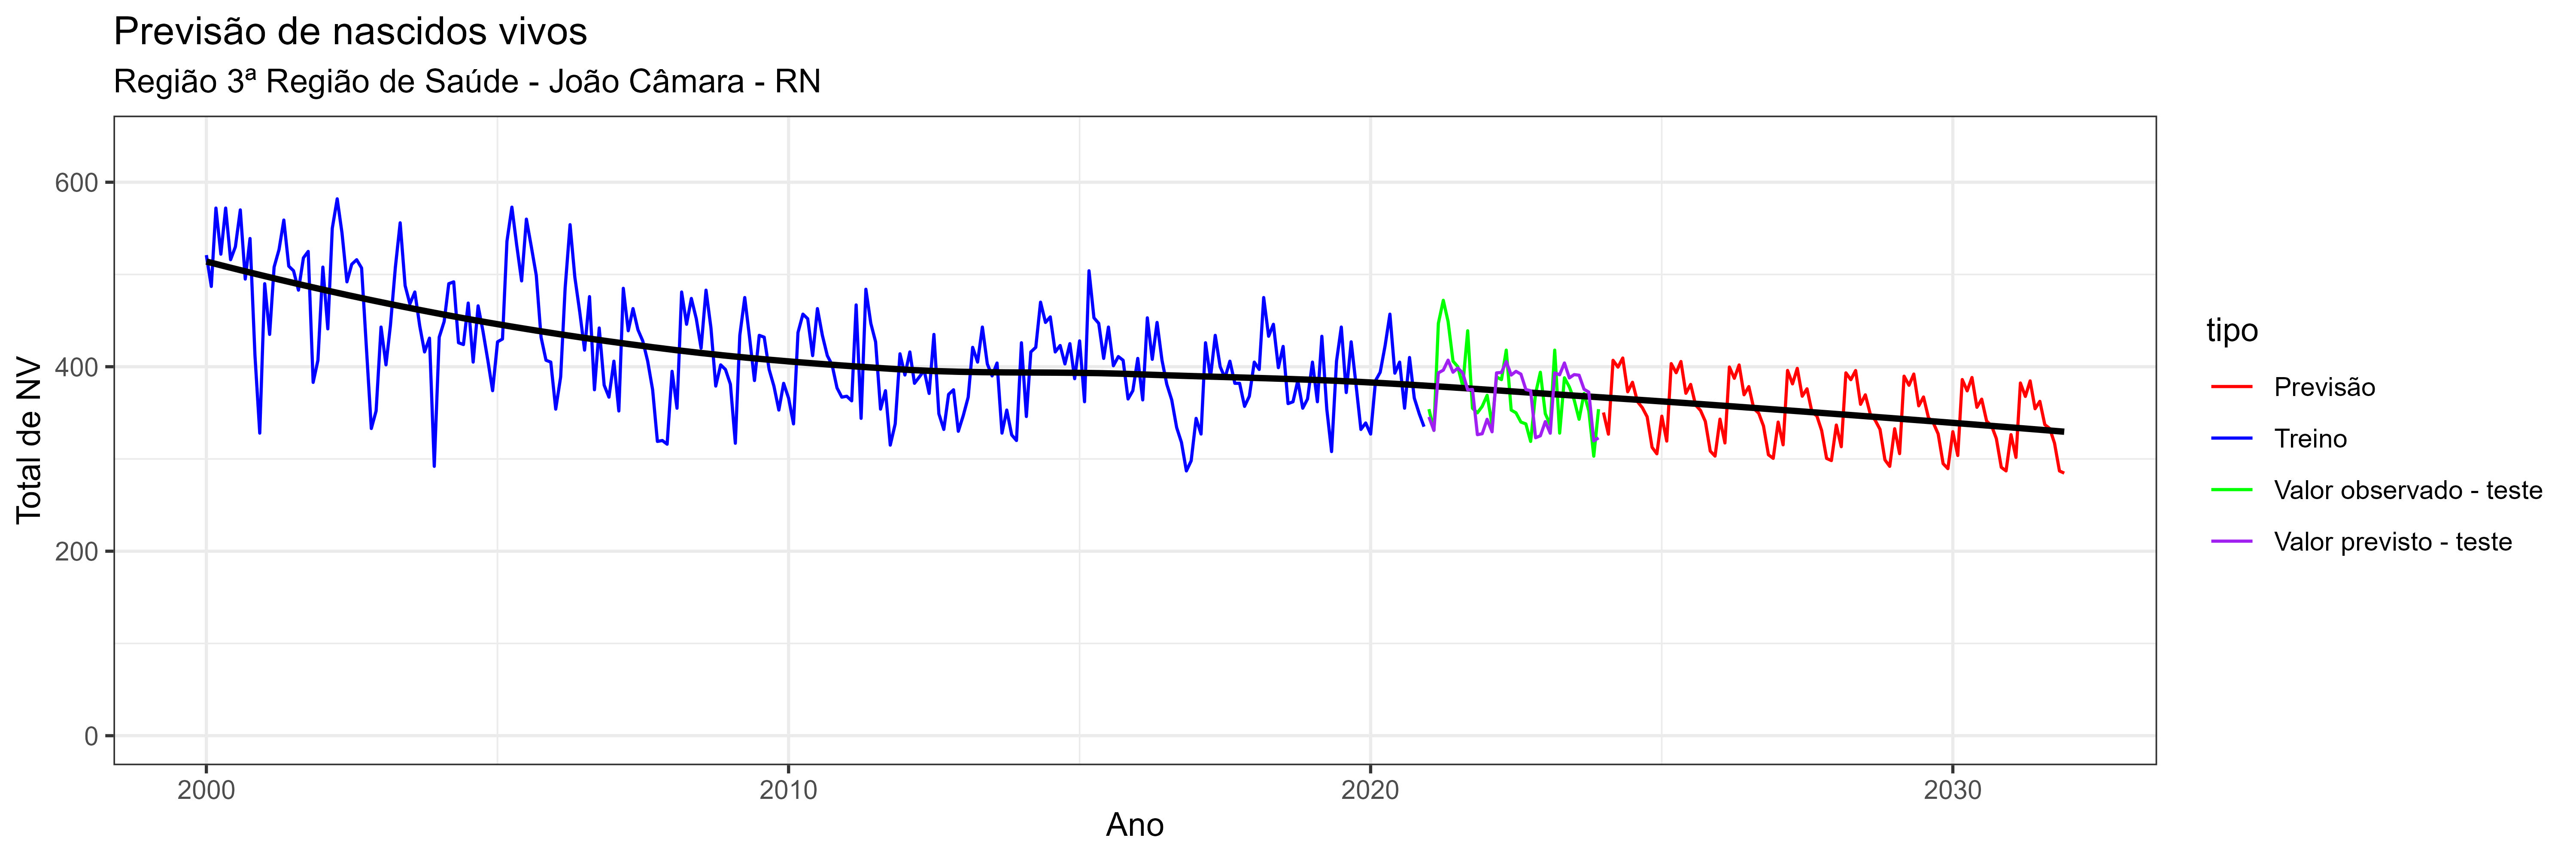 Previsão de nascidos vivos
Região 3ª Região de Saúde - João Câmara - RN
Total de NV
600
400
200
0
2000
2010
2020
2030
Ano
tipo
Previsão
Treino
Valor observado - teste
Valor previsto - teste